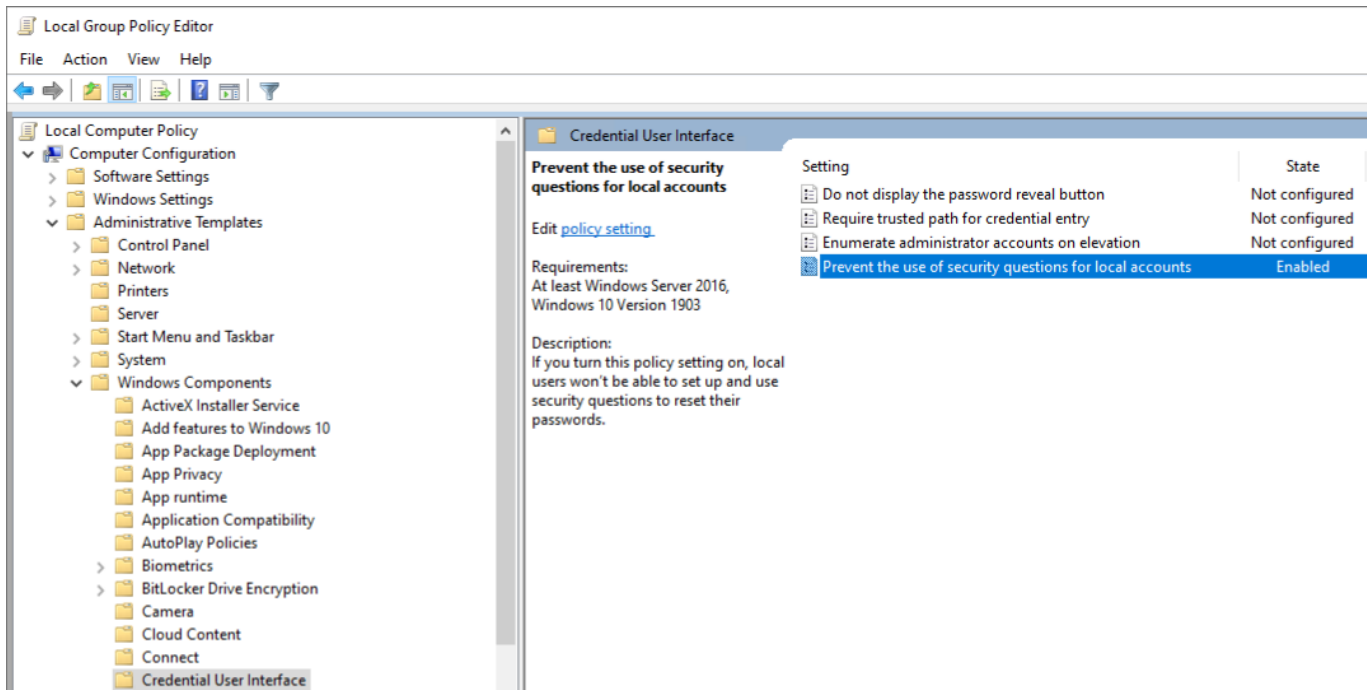 Local Group Policy Editor
File Action View Help
Local Computer Policy
Computer Configuration
Software Settings
Windows Settings
Administrative Templates
Control Panel
Network
Printers
Server
Start Menu and Taskbar
System
Windows Components
ActiveX Installer Service
Add features to Windows 10
App Package Deployment
App Privacy
App runtime
Application Compatibility
AutoPlay Policies
Biometrics
BitLocker Drive Encryption
Camera
Cloud Content
Connect
Credential User Interface
Credential User Interface
Prevent the use of security
questions for local accounts
Edit policy setting
Requirements:
At least Windows Server 2016,
Windows 10 Version 1903
Description:
If you turn this policy setting on, local
users won't be able to set up and use
security questions to reset their
passwords.
Setting State
Do not display the password reveal button Not configured
Require trusted path for credential entry Not configured
Enumerate administrator accounts on elevation Not configured
Prevent the use of security questions for local accounts Enabled